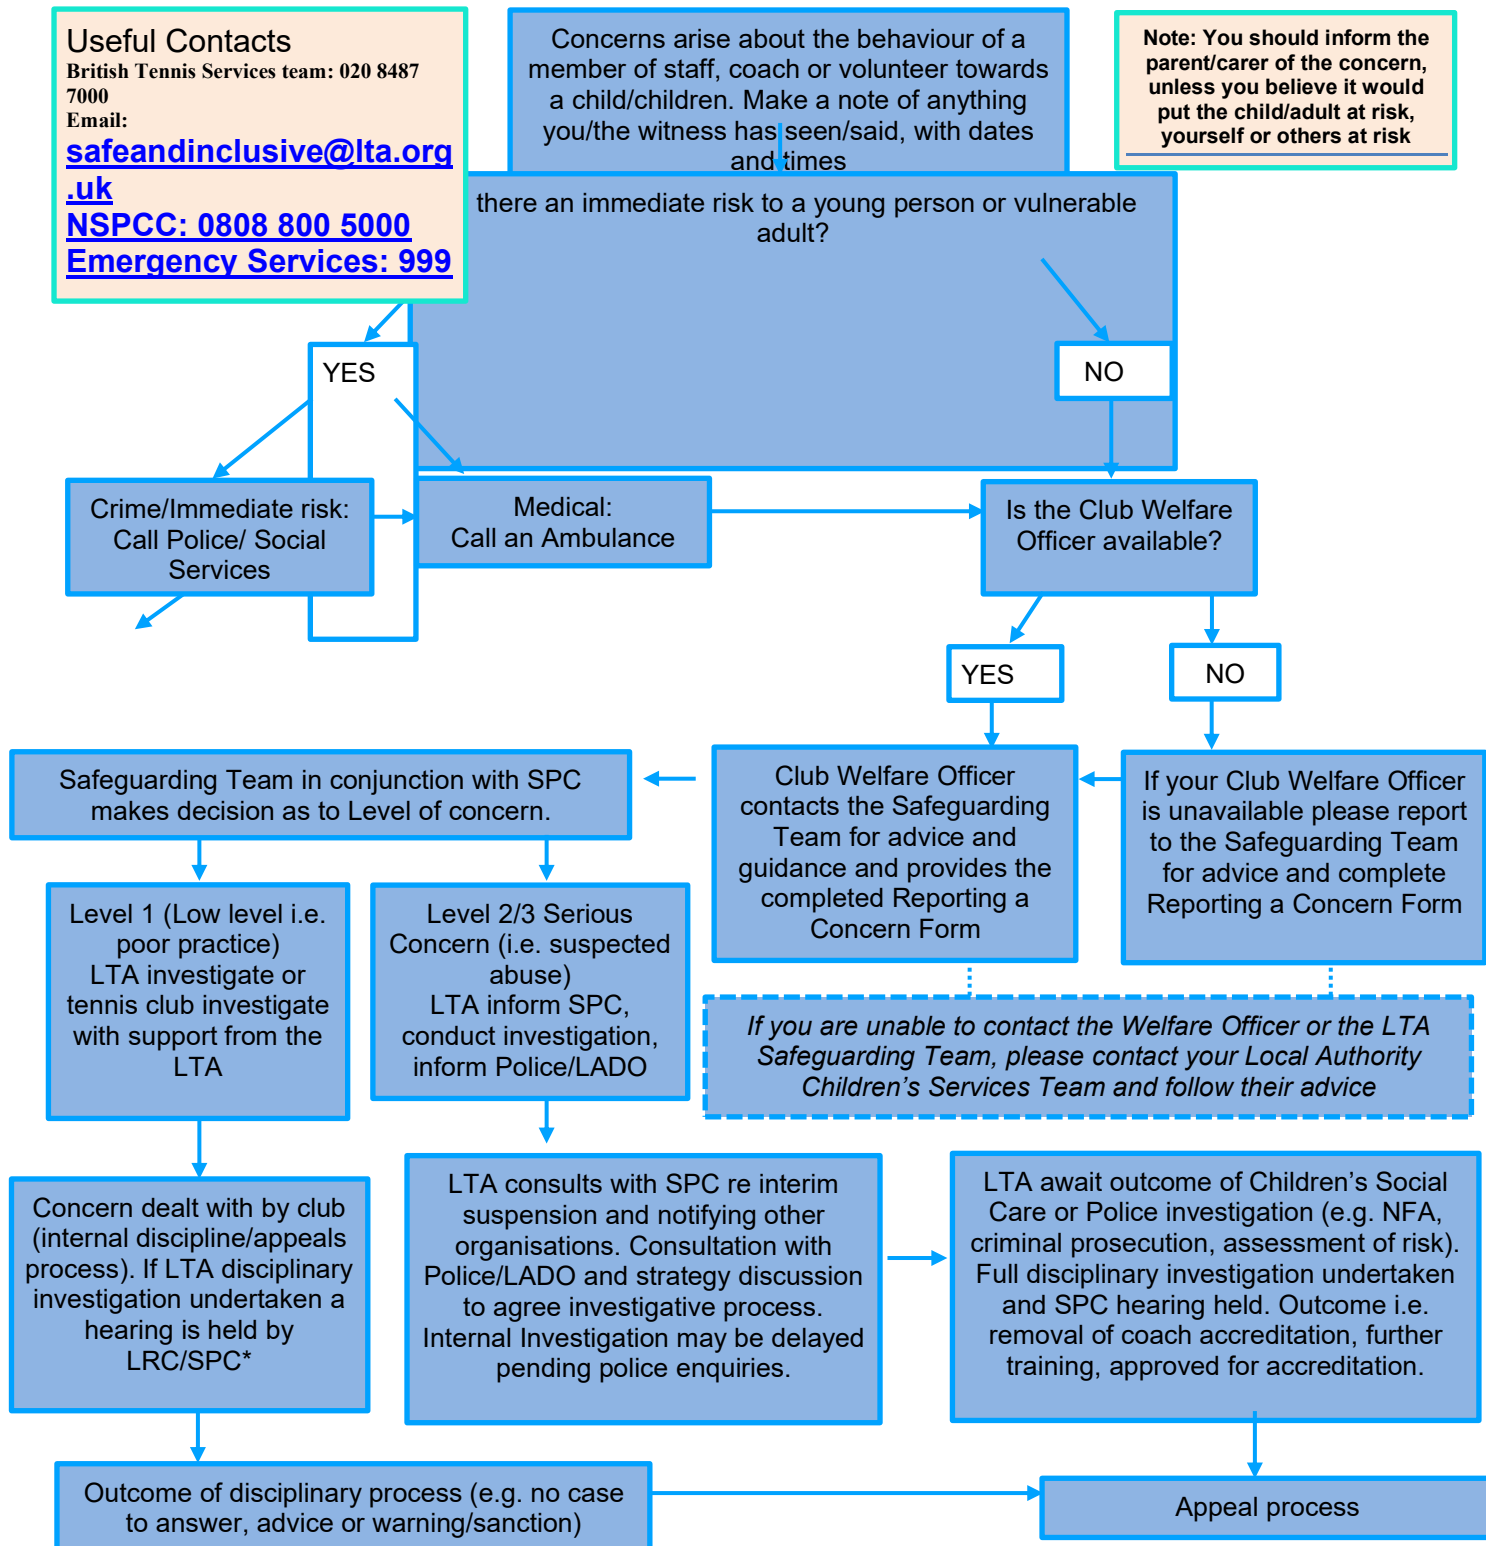 Useful Contacts
British Tennis Services team: 020 8487
7000
Email:
safeandinclusive@lta.org
.uk
NSPCC: 0808 800 5000
Emergency Services: 999
Concerns arise about the behaviour of a
member of staff, coach or volunteer towards
a child/children. Make a note of anything
you/the witness has seen/said, with dates
and times
Note: You should inform the
parent/carer of the concern,
unless you believe it would
put the child/adult at risk,
yourself or others at risk
there an immediate risk to a young person or vulnerable
adult?
YES
NO
Crime/Immediate risk:
Call Police/ Social
Services
Medical:
Call an Ambulance
Is the Club Welfare
Officer available?
YES
NO
Safeguarding Team in conjunction with SPC
makes decision as to Level of concern.
Club Welfare Officer
contacts the Safeguarding
Team for advice and
guidance and provides the
completed Reporting a
Concern Form
If your Club Welfare Officer
is unavailable please report
to the Safeguarding Team
for advice and complete
Reporting a Concern Form
Level 1 (Low level i.e.
poor practice)
LTA investigate or
tennis club investigate
with support from the
LTA
Level 2/3 Serious
Concern (i.e. suspected
abuse)
LTA inform SPC,
conduct investigation,
inform Police/LADO
If you are unable to contact the Welfare Officer or the LTA
Safeguarding Team, please contact your Local Authority
Children’s Services Team and follow their advice
Concern dealt with by club
(internal discipline/appeals
process). If LTA disciplinary
investigation undertaken a
hearing is held by
LRC/SPC*
LTA consults with SPC re interim
suspension and notifying other
organisations. Consultation with
Police/LADO and strategy discussion
to agree investigative process.
Internal Investigation may be delayed
pending police enquiries.
LTA await outcome of Children’s Social
Care or Police investigation (e.g. NFA,
criminal prosecution, assessment of risk).
Full disciplinary investigation undertaken
and SPC hearing held. Outcome i.e.
removal of coach accreditation, further
training, approved for accreditation.
Outcome of disciplinary process (e.g. no case
to answer, advice or warning/sanction)
Appeal process